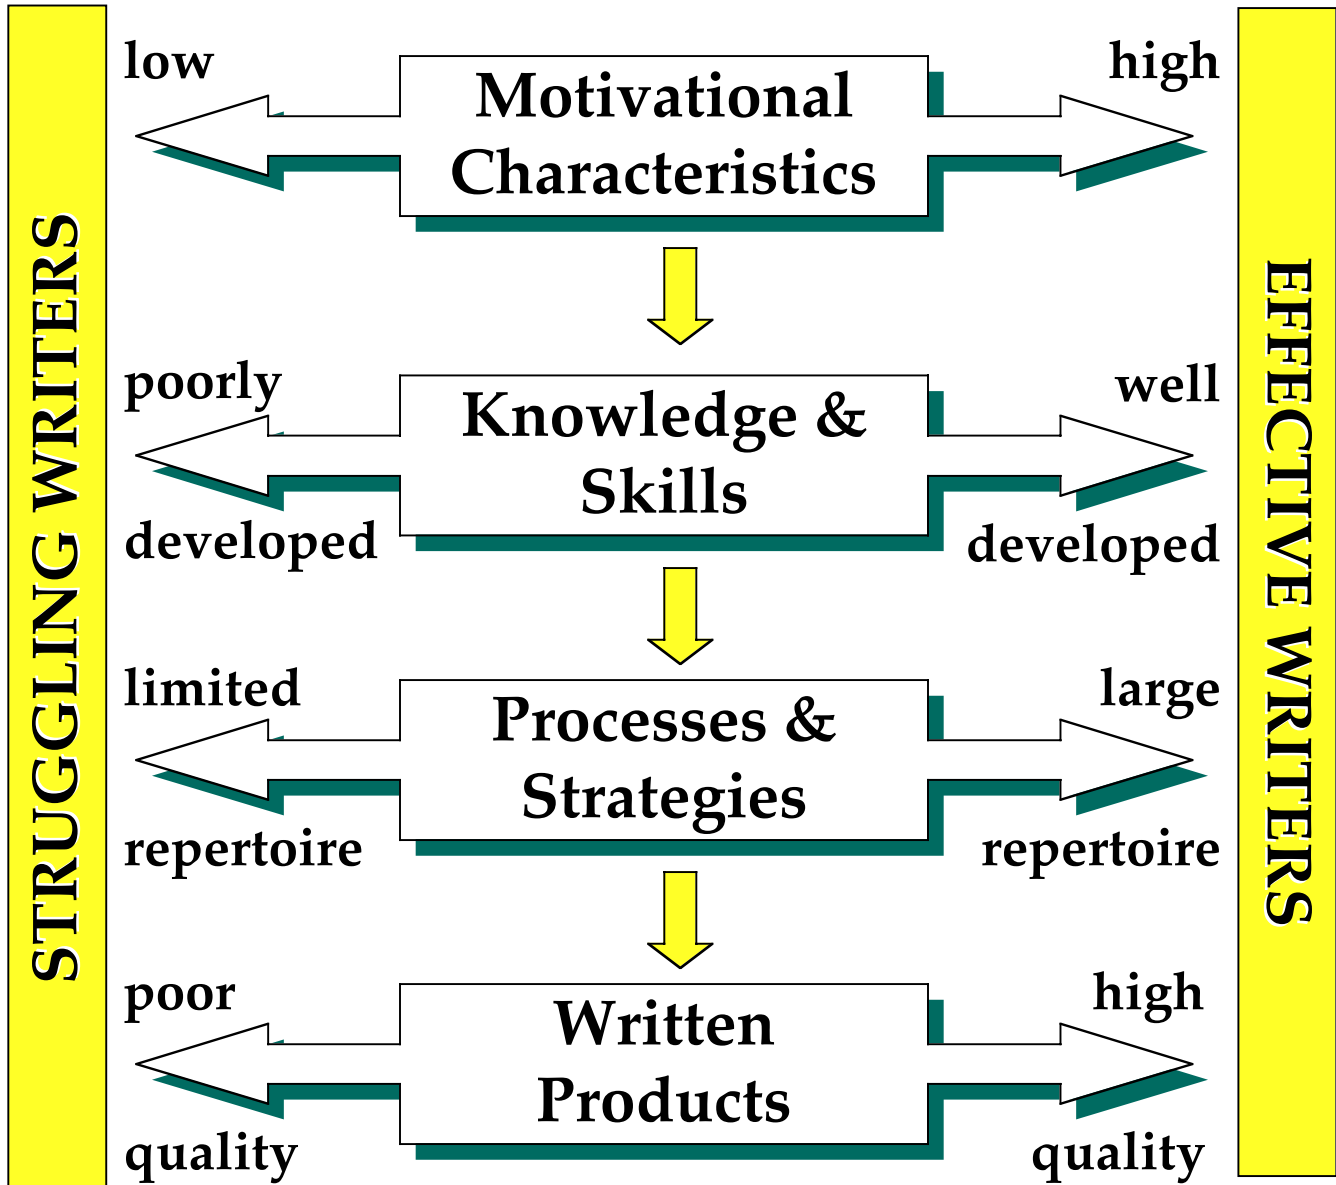 STRUGGLING WRITERS
low
Motivational
Characteristics
high
poorly
developed
Knowledge &
Skills
well
developed
limited
repertoire
Processes &
Strategies
large
repertoire
poor
quality
Written
Products
high
quality
EFFECTIVE WRITERS